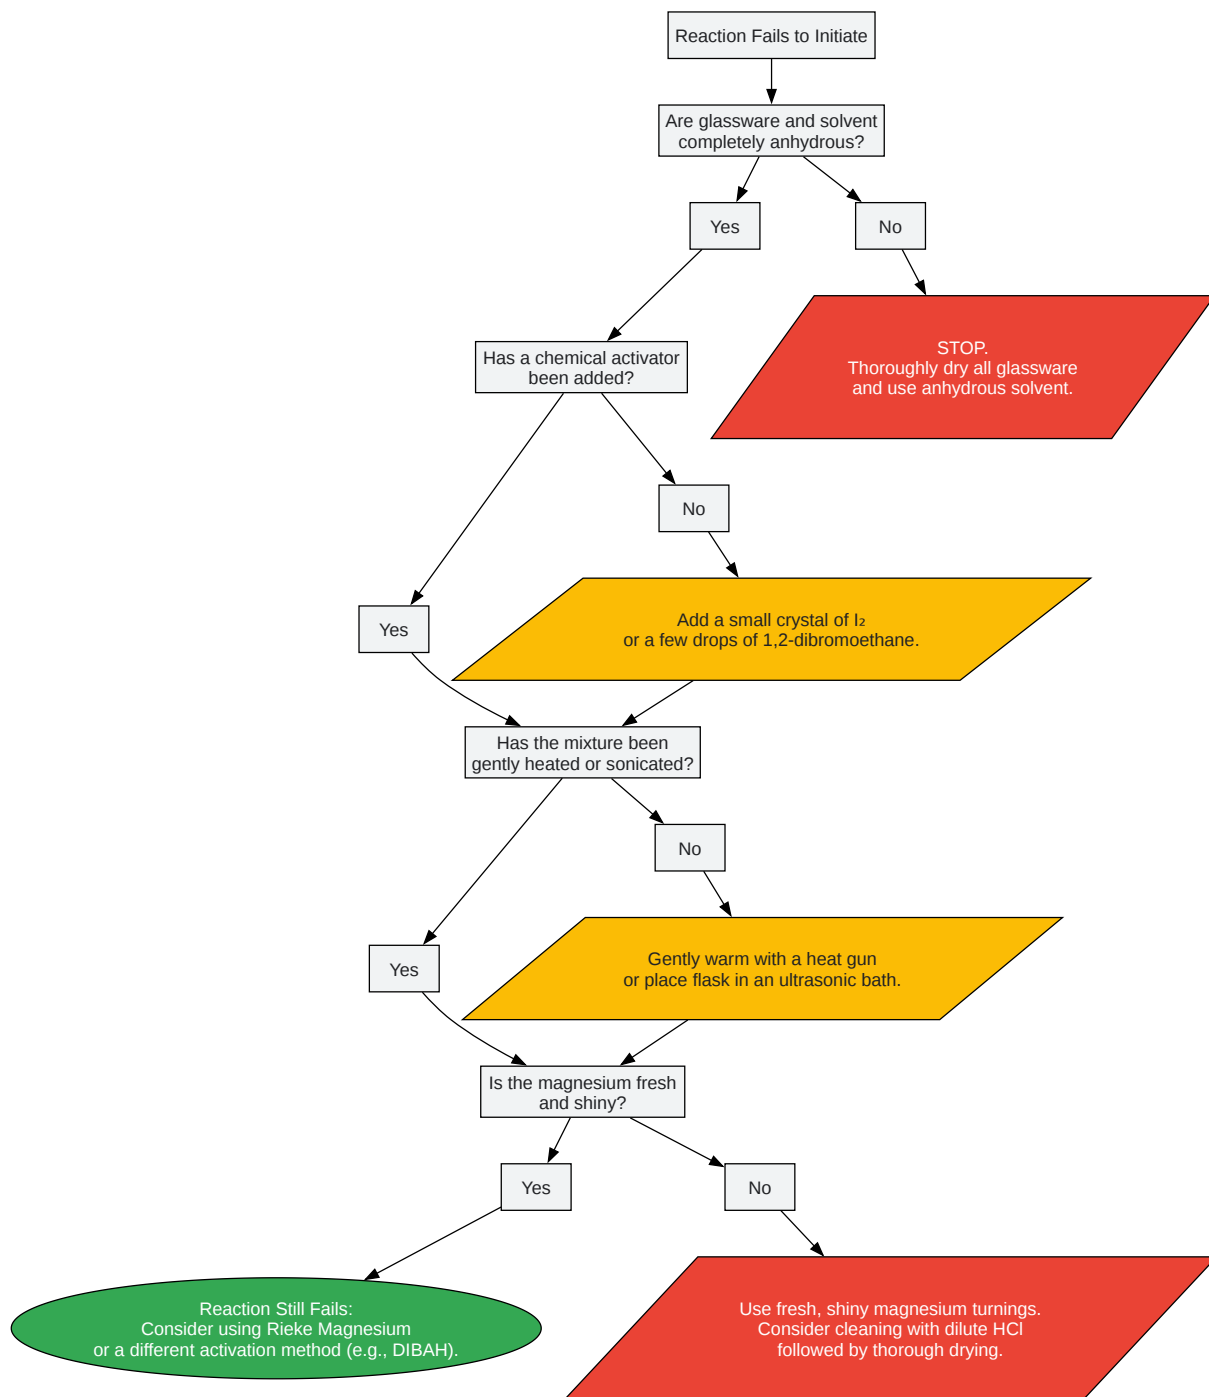 Reaction Fails to Initiate
Are glassware and solvent
completely anhydrous?
Yes
No
STOP.
Thoroughly dry all glassware
and use anhydrous solvent.
Has a chemical activator
been added?
No
Yes
Add a small crystal of I₂
or a few drops of 1,2-dibromoethane.
Has the mixture been
gently heated or sonicated?
No
Yes
Gently warm with a heat gun
or place flask in an ultrasonic bath.
Is the magnesium fresh
and shiny?
Yes
No
Reaction Still Fails:
Consider using Rieke Magnesium
or a different activation method (e.g., DIBAH).
Use fresh, shiny magnesium turnings.
Consider cleaning with dilute HCl
followed by thorough drying.